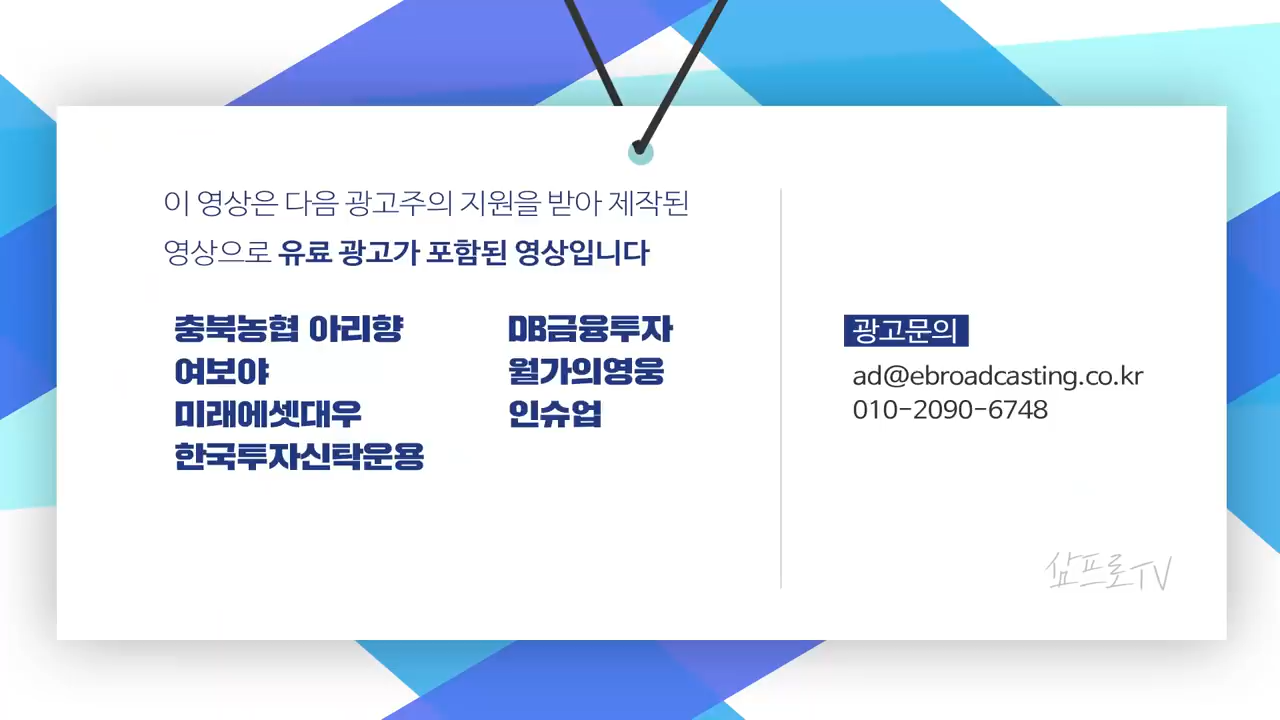 이 영상은 다음 광고주의 지원을 받아 제작된
영상으로 유료 광고가 포함된 영상입니다
충북농협 아리향
여보야
미래에셋대우
한국투자신탁운용
DB금융투자
월가의영웅
인슈업
광고문의
ad@ebroadcasting.co.kr
010-2090-6748
삼프로TV